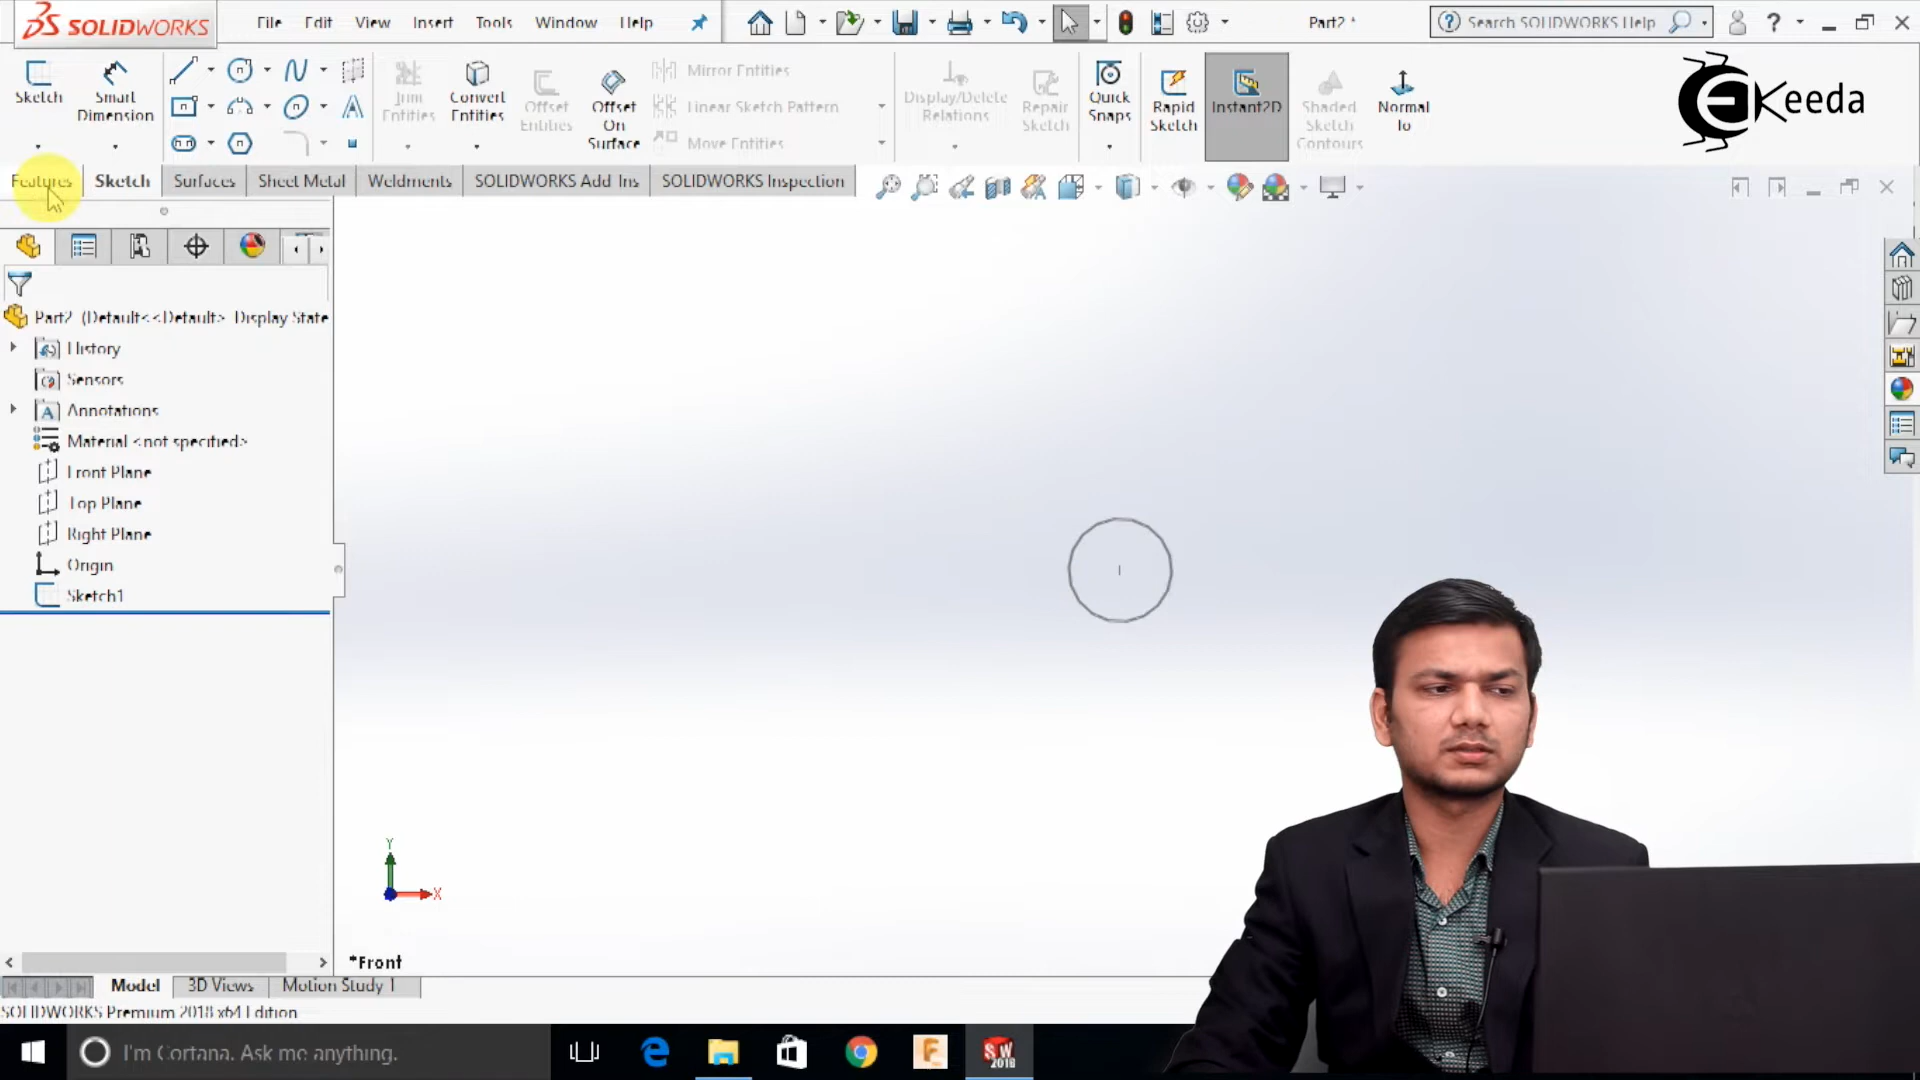 SOLIDWORKS File Edit View Insert Tools Window Help Part2 * Search SOLIDWORKS Help
Sketch Smart Dimension
Trim Entities
Convert Entities
Offset Entities
Offset On Surface
Mirror Entities
Linear Sketch Pattern
Move Entities
Display/Delete Relations
Repair Sketch
Quick Snaps
Rapid Sketch
Instant2D
Shaded Sketch Contours
Normal To
EKeeda
Features Sketch Surfaces Sheet Metal Weldments SOLIDWORKS Add-Ins SOLIDWORKS Inspection
Part2 (Default<<Default> Display State
History
Sensors
Annotations
Material <not specified>
Front Plane
Top Plane
Right Plane
Origin
Sketch1
Y
X
*Front
Model 3D Views Motion Study 1
SOLIDWORKS Premium 2018 x64 Edition
I'm Cortana. Ask me anything.
SW 2018